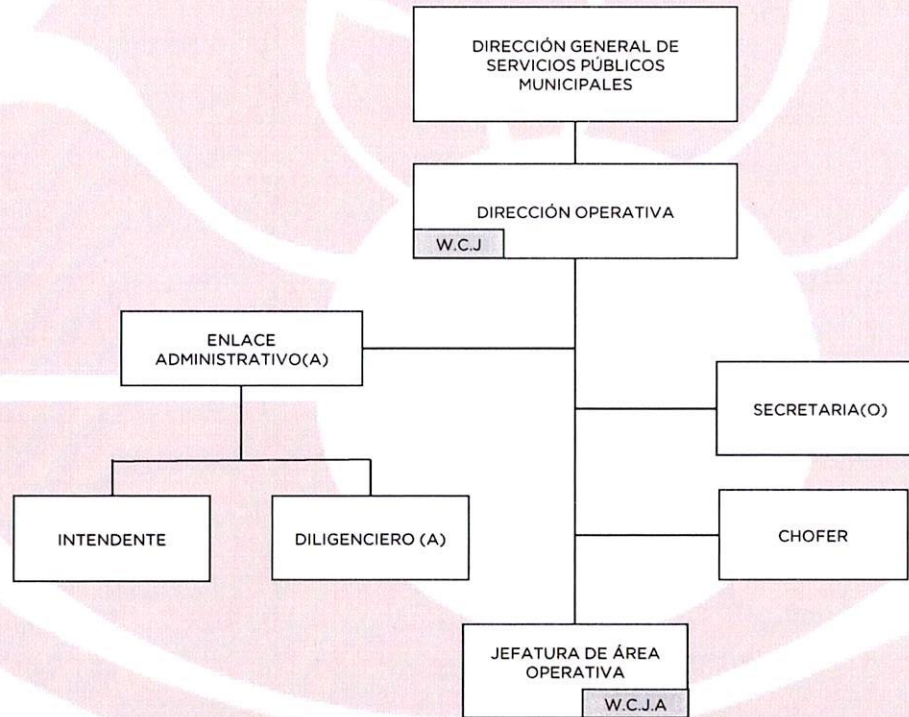 DIRECCIÓN GENERAL DE
SERVICIOS PÚBLICOS
MUNICIPALES
DIRECCIÓN OPERATIVA
W.C.J
ENLACE
ADMINISTRATIVO(A)
SECRETARIA(O)
INTENDENTE
DILIGENCIERO (A)
CHOFER
JEFATURA DE ÁREA
OPERATIVA
W.C.J.A